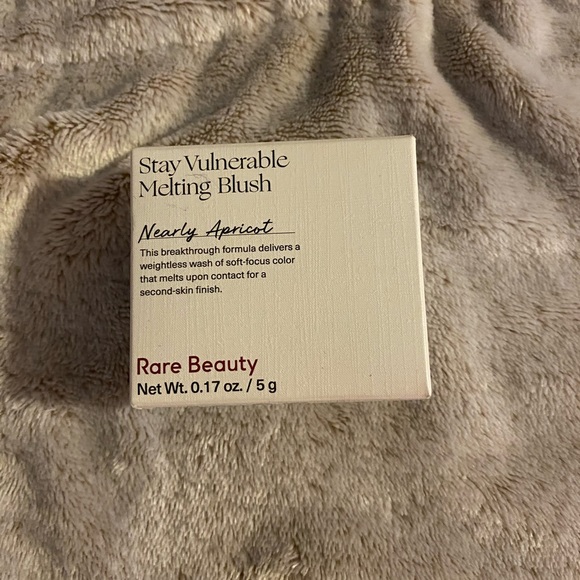 Stay Vulnerable
Melting Blush
Nearly Apricot
This breakthrough formula delivers a
weightless wash of soft-focus color
that melts upon contact for a
second-skin finish.
Rare Beauty
Net Wt. 0.17 oz. / 5 g